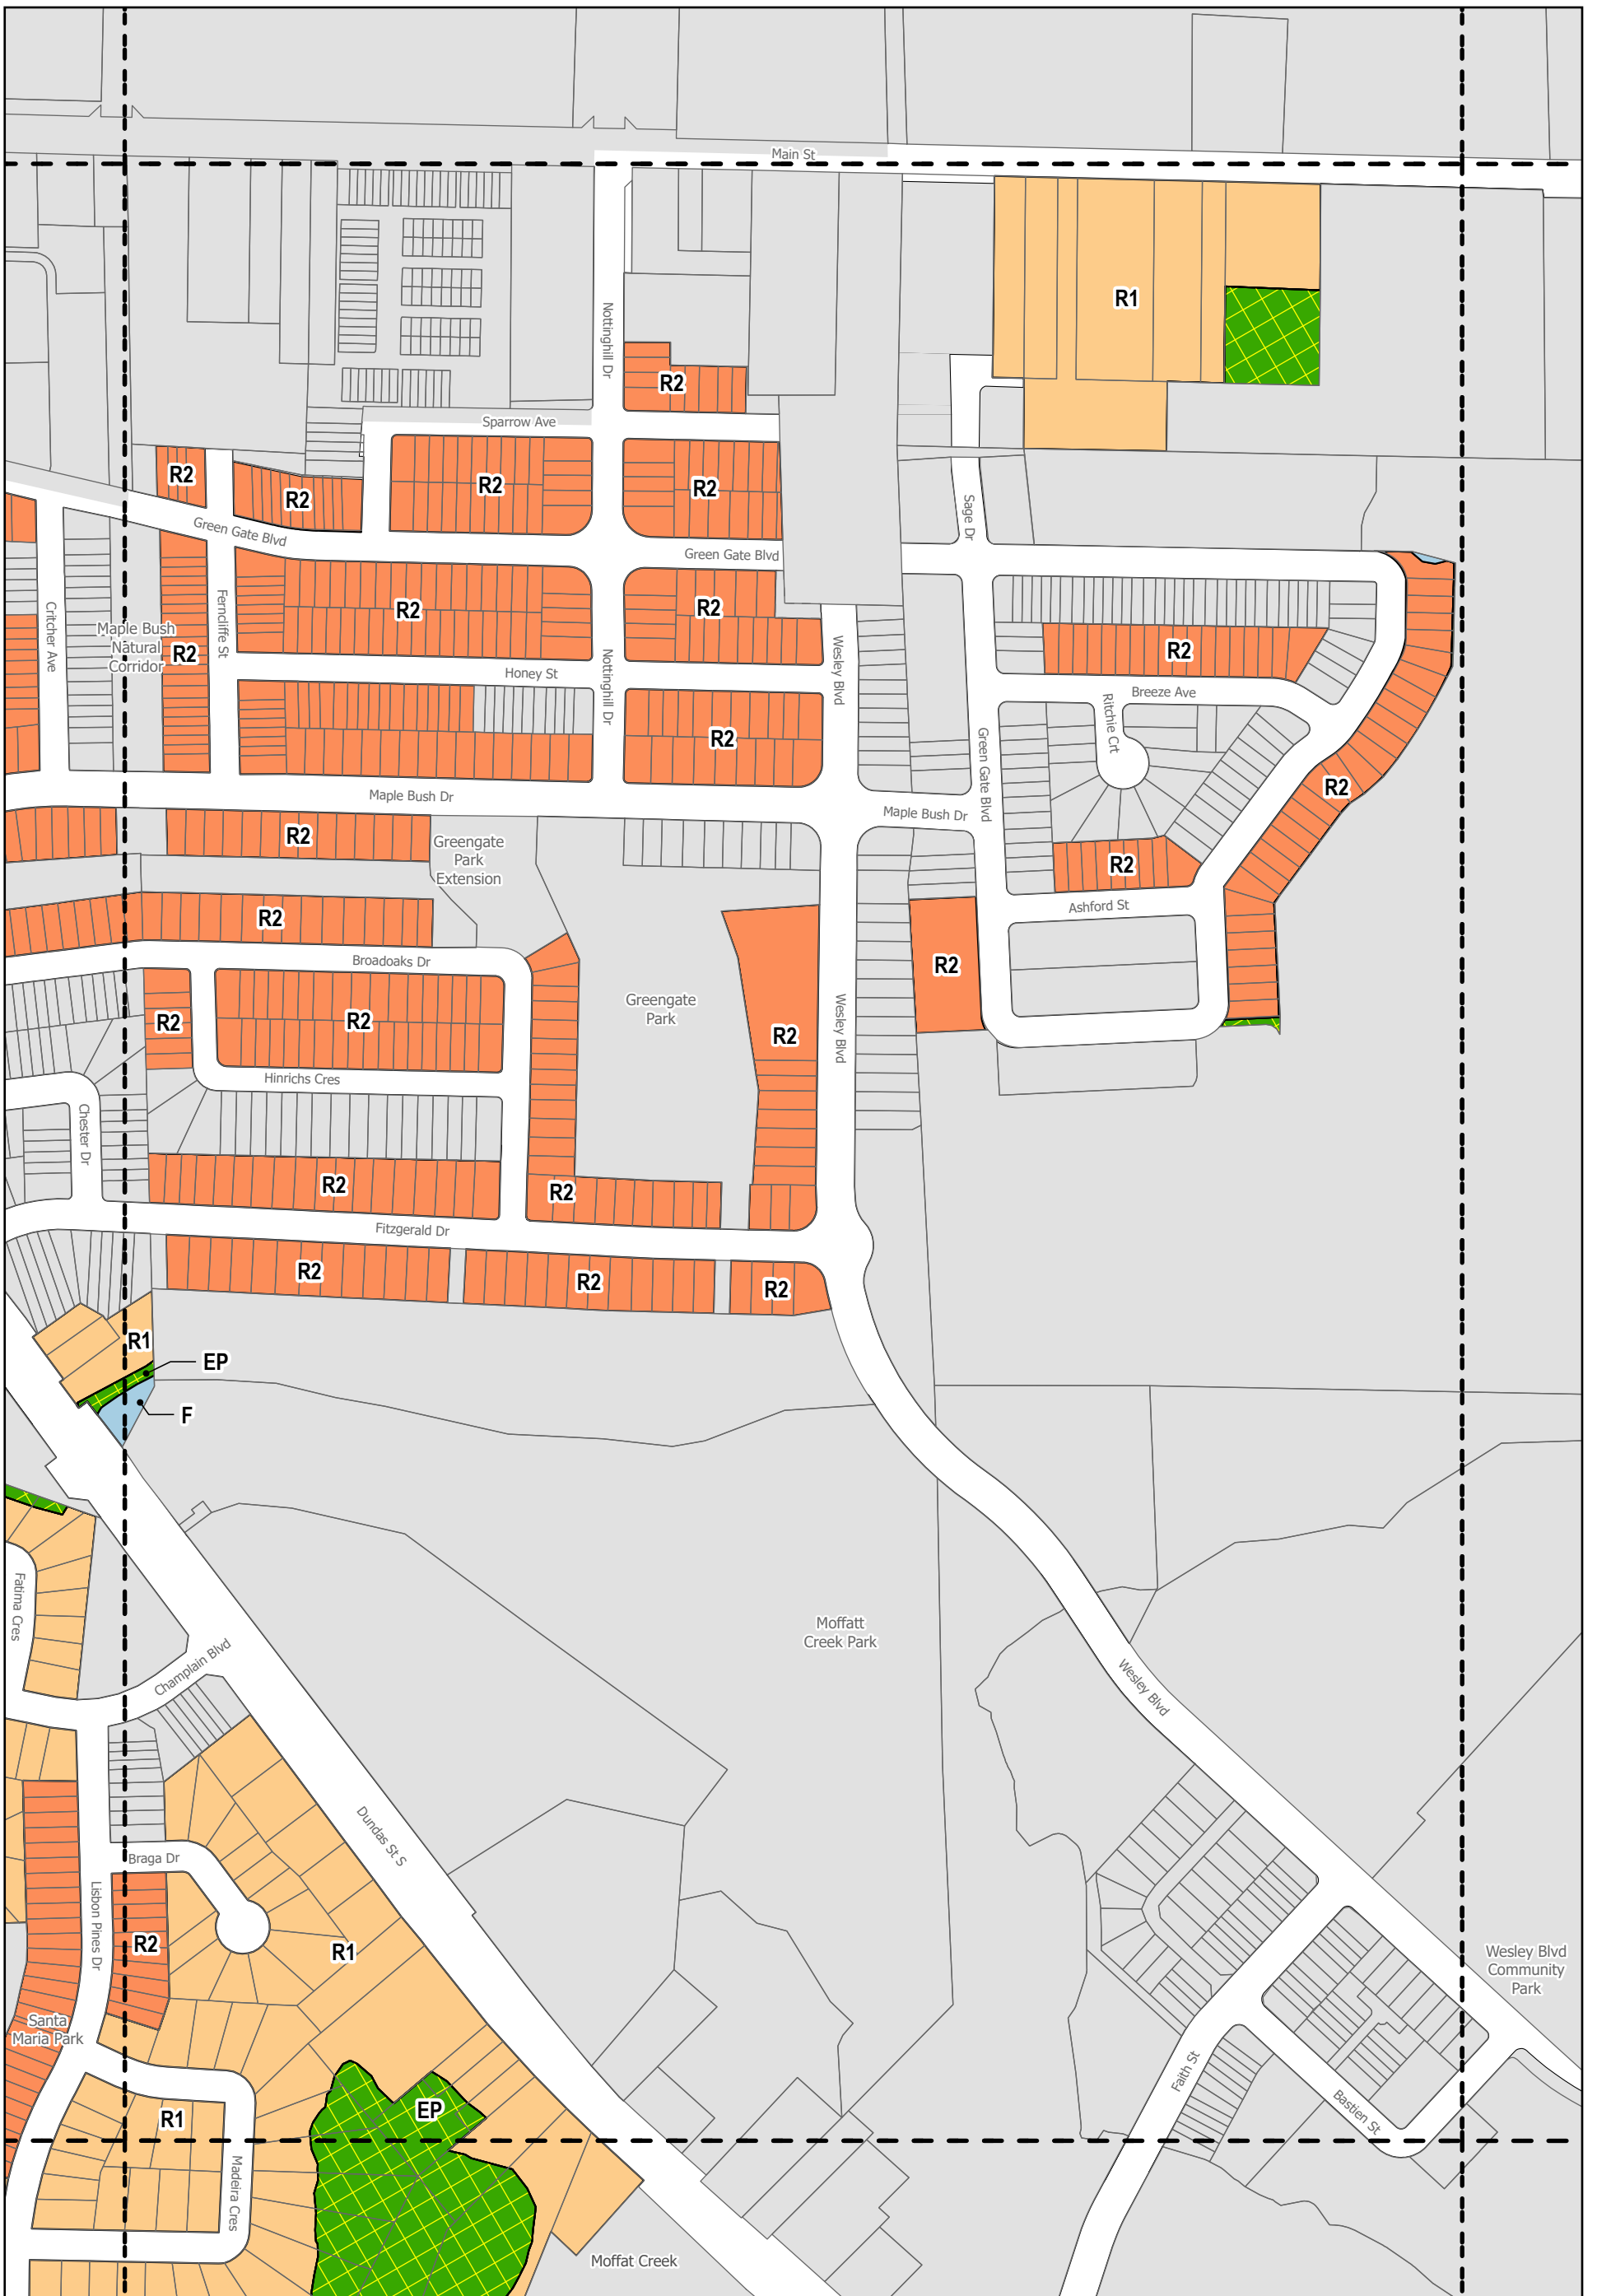 Main St
R1
Nottinghill Dr
R2
Sparrow Ave
R2
R2
R2
R2
Sage Dr
Green Gate Blvd
Green Gate Blvd
Critcher Ave
Ferncliffe St
R2
R2
Maple Bush
Natural
Corridor
R2
Wesley Blvd
R2
Honey St
Nottinghill Dr
Breeze Ave
Ritchie Crt
R2
Green Gate Blvd
R2
Maple Bush Dr
Maple Bush Dr
R2
Greengate
Park
Extension
R2
R2
Ashford St
Broadoaks Dr
R2
R2
R2
Greengate
Park
Wesley Blvd
R2
Hinrichs Cres
Chester Dr
R2
R2
Fitzgerald Dr
R2
R2
R2
R1
EP
F
Fatima Cres
Moffatt
Creek Park
Champlain Blvd
Wesley Blvd
Dundas St S
Braga Dr
Lisbon Pines Dr
R2
R1
Wesley Blvd
Community
Park
Santa
Maria Park
Faith St
EP
R1
Bastien St
Madeira Cres
Moffat Creek